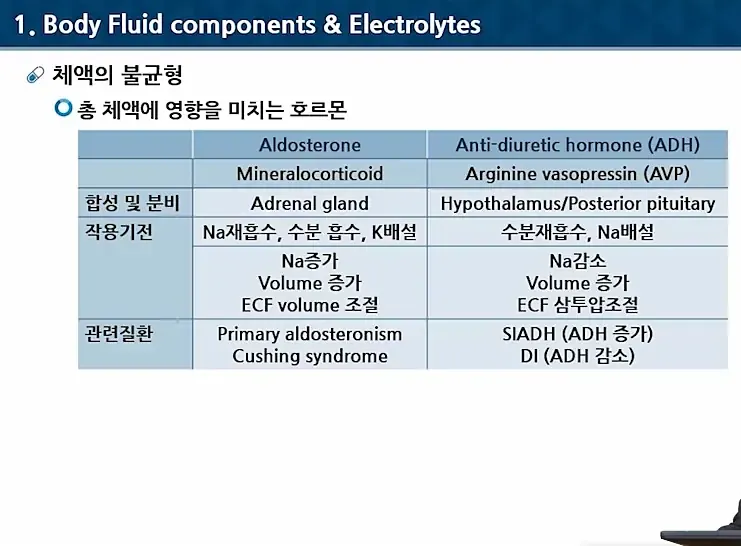 1. Body Fluid components & Electrolytes
체액의 불균형
총 체액에 영향을 미치는 호르몬
Aldosterone Anti-diuretic hormone (ADH)
Mineralocorticoid Arginine vasopressin (AVP)
합성 및 분비 Adrenal gland Hypothalamus/Posterior pituitary
작용기전 Na재흡수, 수분 흡수, K배설 수분재흡수, Na배설
Na증가 Na감소
Volume 증가 Volume 증가
ECF volume 조절 ECF 삼투압조절
관련질환 Primary aldosteronism SIADH (ADH 증가)
Cushing syndrome DI (ADH 감소)